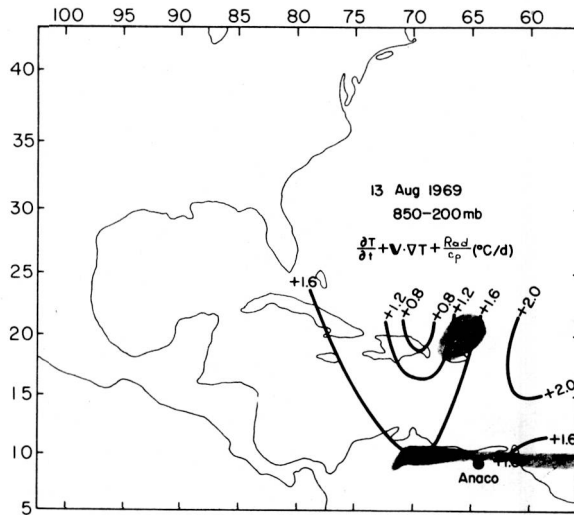 100 95 90 85 80 75 70 65 60
40
35
13 Aug 1969
850-200mb
30
∂T/∂t + V·∇T + Rad/cp (°C/d)
25
+1.6 +1.2 +0.8 +0.8 +1.2 +1.6 +2.0
20
15 +2.0
10 +1.6
Anaco
5